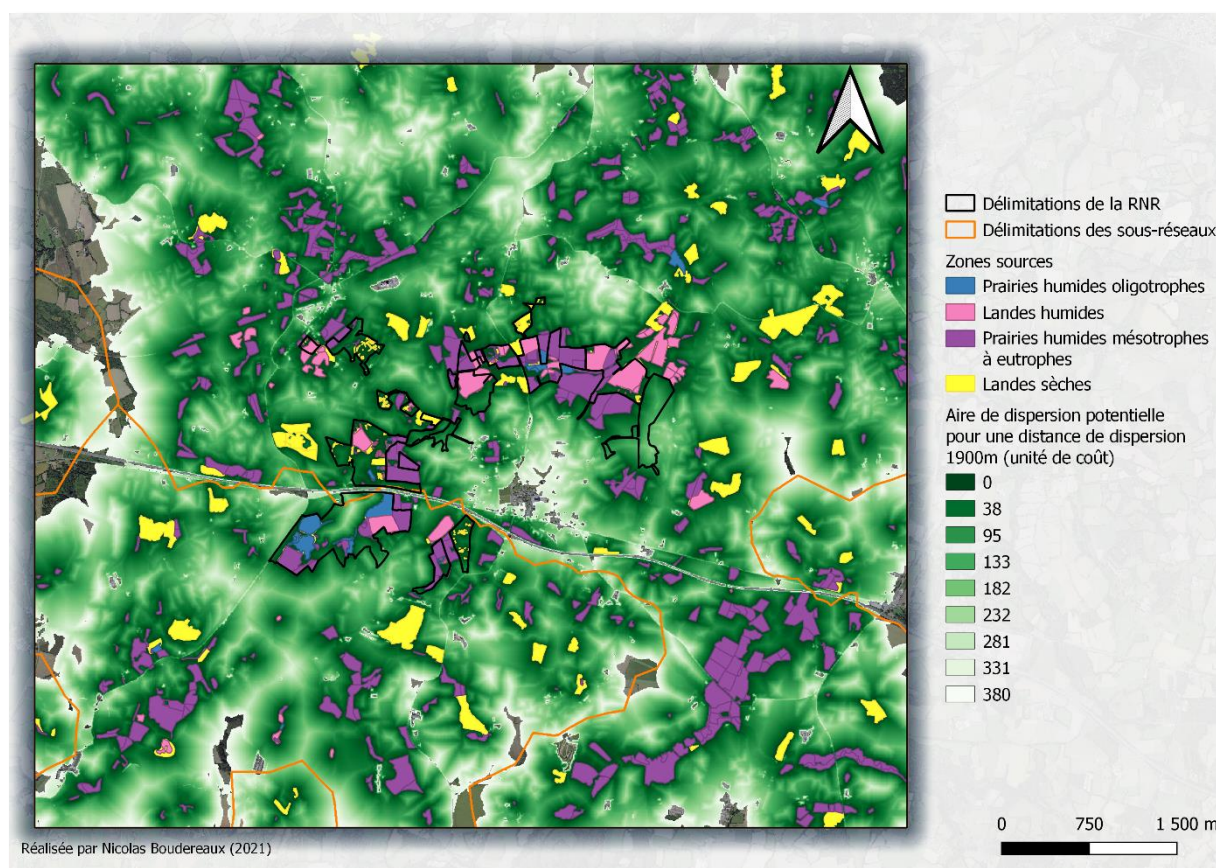 Délimitations de la RNR
Délimitations des sous-réseaux
Zones sources
Prairies humides oligotrophes
Landes humides
Prairies humides mésotrophes
à eutrophes
Landes sèches
Aire de dispersion potentielle
pour une distance de dispersion
1900m (unité de coût)
0
38
95
133
182
232
281
331
380
0 750 1 500 m
Réalisée par Nicolas Boudereaux (2021)